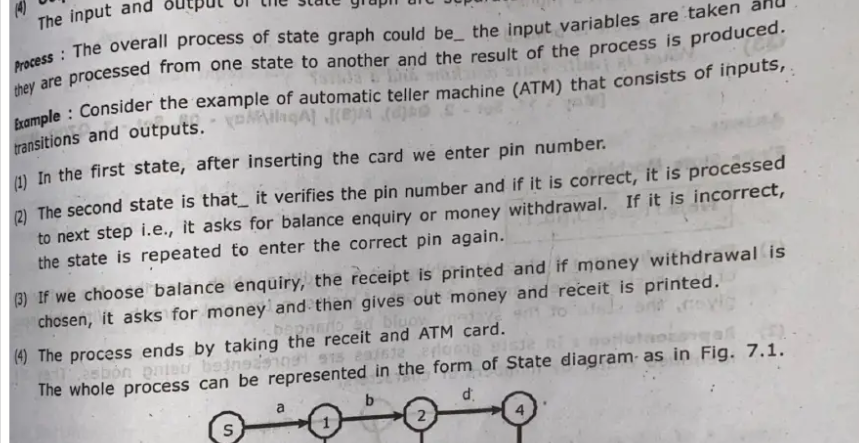 (4)
The input and output of the state graph are
Process : The overall process of state graph could be_ the input variables are taken and
they are processed from one state to another and the result of the process is produced.
Example : Consider the example of automatic teller machine (ATM) that consists of inputs,
transitions and outputs.
(1) In the first state, after inserting the card we enter pin number.
(2) The second state is that_ it verifies the pin number and if it is correct, it is processed
to next step i.e., it asks for balance enquiry or money withdrawal. If it is incorrect,
the state is repeated to enter the correct pin again.
(3) If we choose balance enquiry, the receipt is printed and if money withdrawal is
chosen, it asks for money and then gives out money and receit is printed.
(4) The process ends by taking the receit and ATM card.
The whole process can be represented in the form of State diagram as in Fig. 7.1.
a b d
S 1 2 4